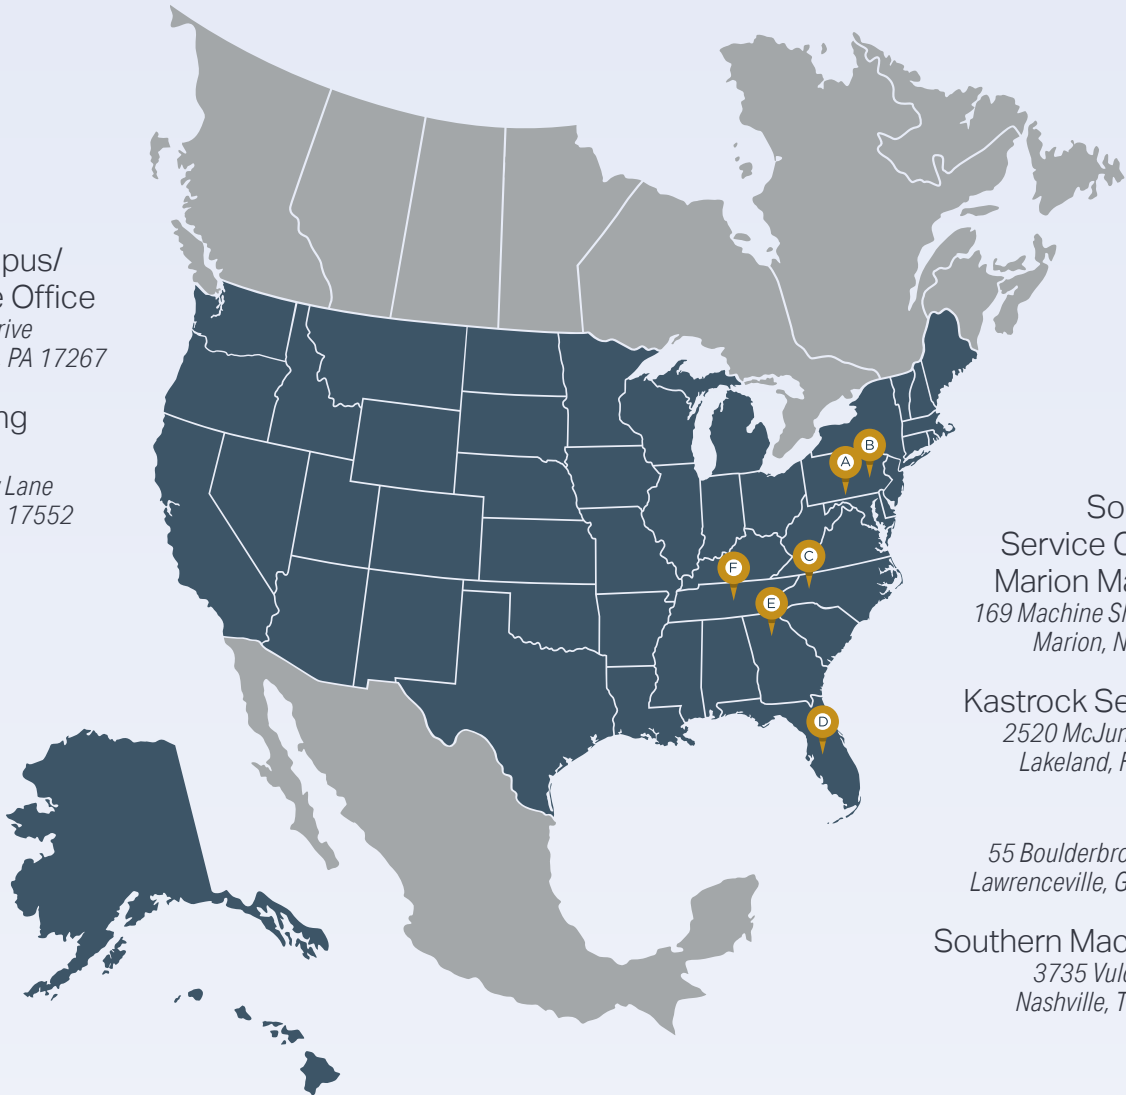 pus/
e Office
rive
, PA 17267
ng
Lane
17552
B
A
C
F
E
D
So
Service C
Marion Ma
169 Machine S
Marion, N
Kastrock Se
2520 McJun
Lakeland, F
55 Boulderbro
Lawrenceville, G
Southern Mac
3735 Vul
Nashville, T